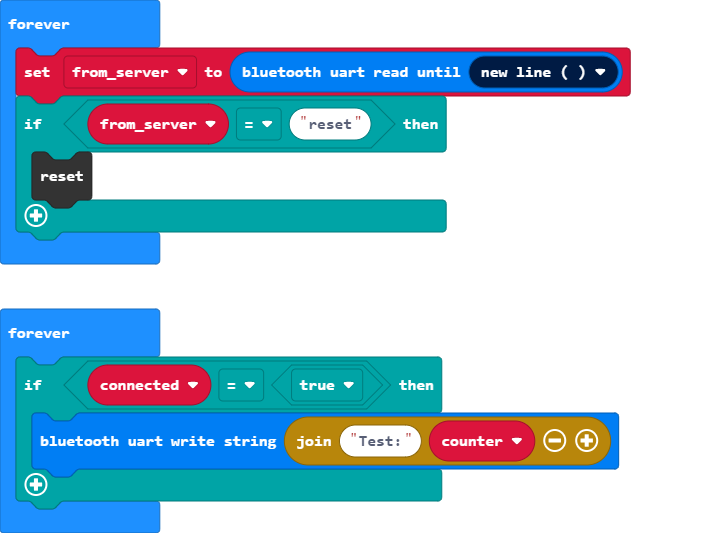 forever
set from_server to bluetooth uart read until new line ( )
if from_server = "reset" then
reset
forever
if connected = true then
bluetooth uart write string join "Test:" counter